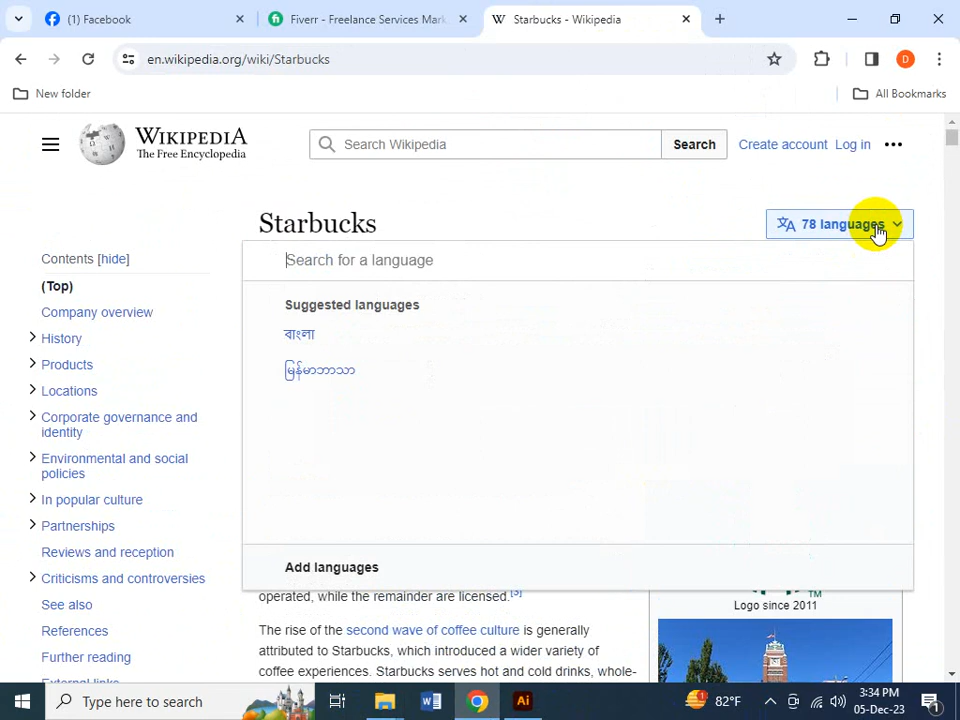 (1) Facebook
Fiverr - Freelance Services Mark
Starbucks - Wikipedia
en.wikipedia.org/wiki/Starbucks
D
New folder
All Bookmarks
WIKIPEDIA
The Free Encyclopedia
Search Wikipedia
Search
Create account
Log in
Starbucks
78 languages
Contents [hide]
(Top)
Company overview
History
Products
Locations
Corporate governance and
identity
Environmental and social
policies
In popular culture
Partnerships
Reviews and reception
Criticisms and controversies
See also
References
Further reading
Search for a language
Suggested languages
বাংলা
မြန်မာဘာသာ
Add languages
operated, while the remainder are licensed.[3]
The rise of the second wave of coffee culture is generally
attributed to Starbucks, which introduced a wider variety of
coffee experiences. Starbucks serves hot and cold drinks, whole-
TM
Logo since 2011
Type here to search
W
Ai
1
82°F
3:34 PM
05-Dec-23
1